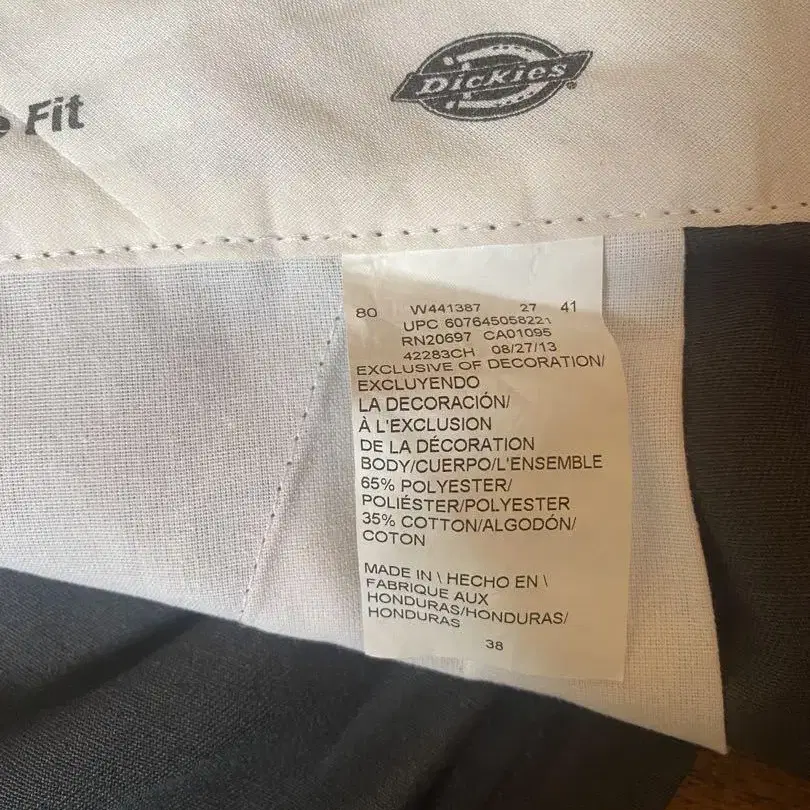 Fit
Dickies
80 W441387 27 41
UPC 607645058221
RN20697 CA01095
42283CH 08/27/13
EXCLUSIVE OF DECORATION/
EXCLUYENDO
LA DECORACIÓN/
À L'EXCLUSION
DE LA DÉCORATION
BODY/CUERPO/L'ENSEMBLE
65% POLYESTER/
POLIÉSTER/POLYESTER
35% COTTON/ALGODÓN/
COTON
MADE IN \ HECHO EN \
FABRIQUE AUX
HONDURAS/HONDURAS/
HONDURAS
38